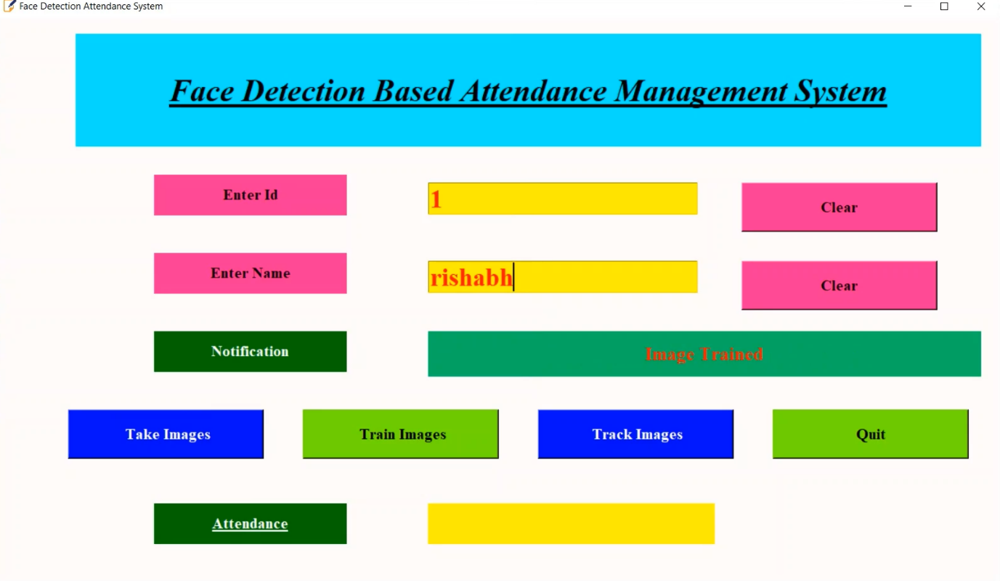 Face Detection Attendance System
Face Detection Based Attendance Management System
Enter Id
1
Clear
Enter Name
rishabh
Clear
Notification
Image Trained
Take Images
Train Images
Track Images
Quit
Attendance